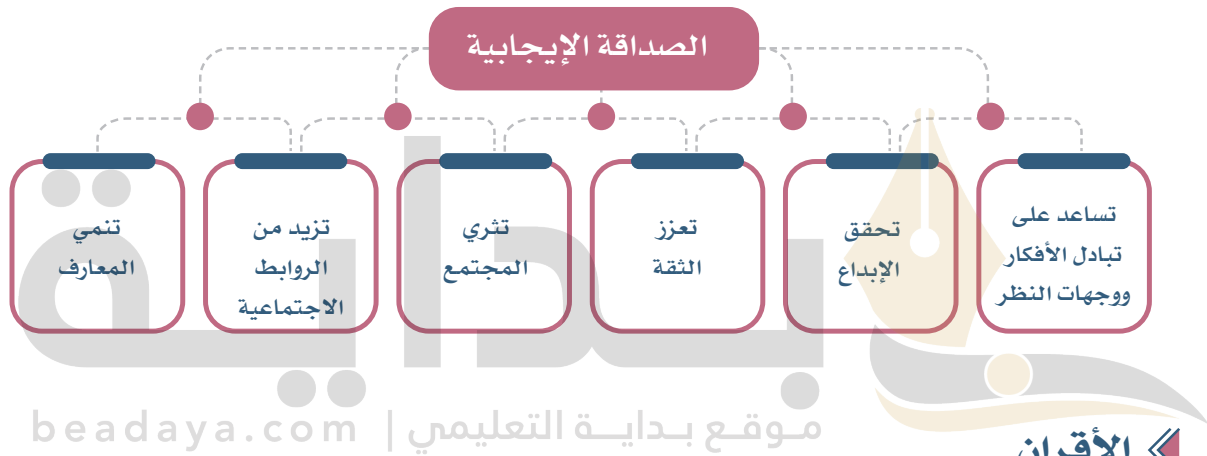 الصداقة الإيجابية
تساعد على
تبادل الأفكار
ووجهات النظر
تحقق
الإبداع
تعزز
الثقة
تثري
المجتمع
تزيد من
الروابط
الاجتماعية
تنمي
المعارف
بداية
موقع بداية التعليمي | beadaya.com
الأقران